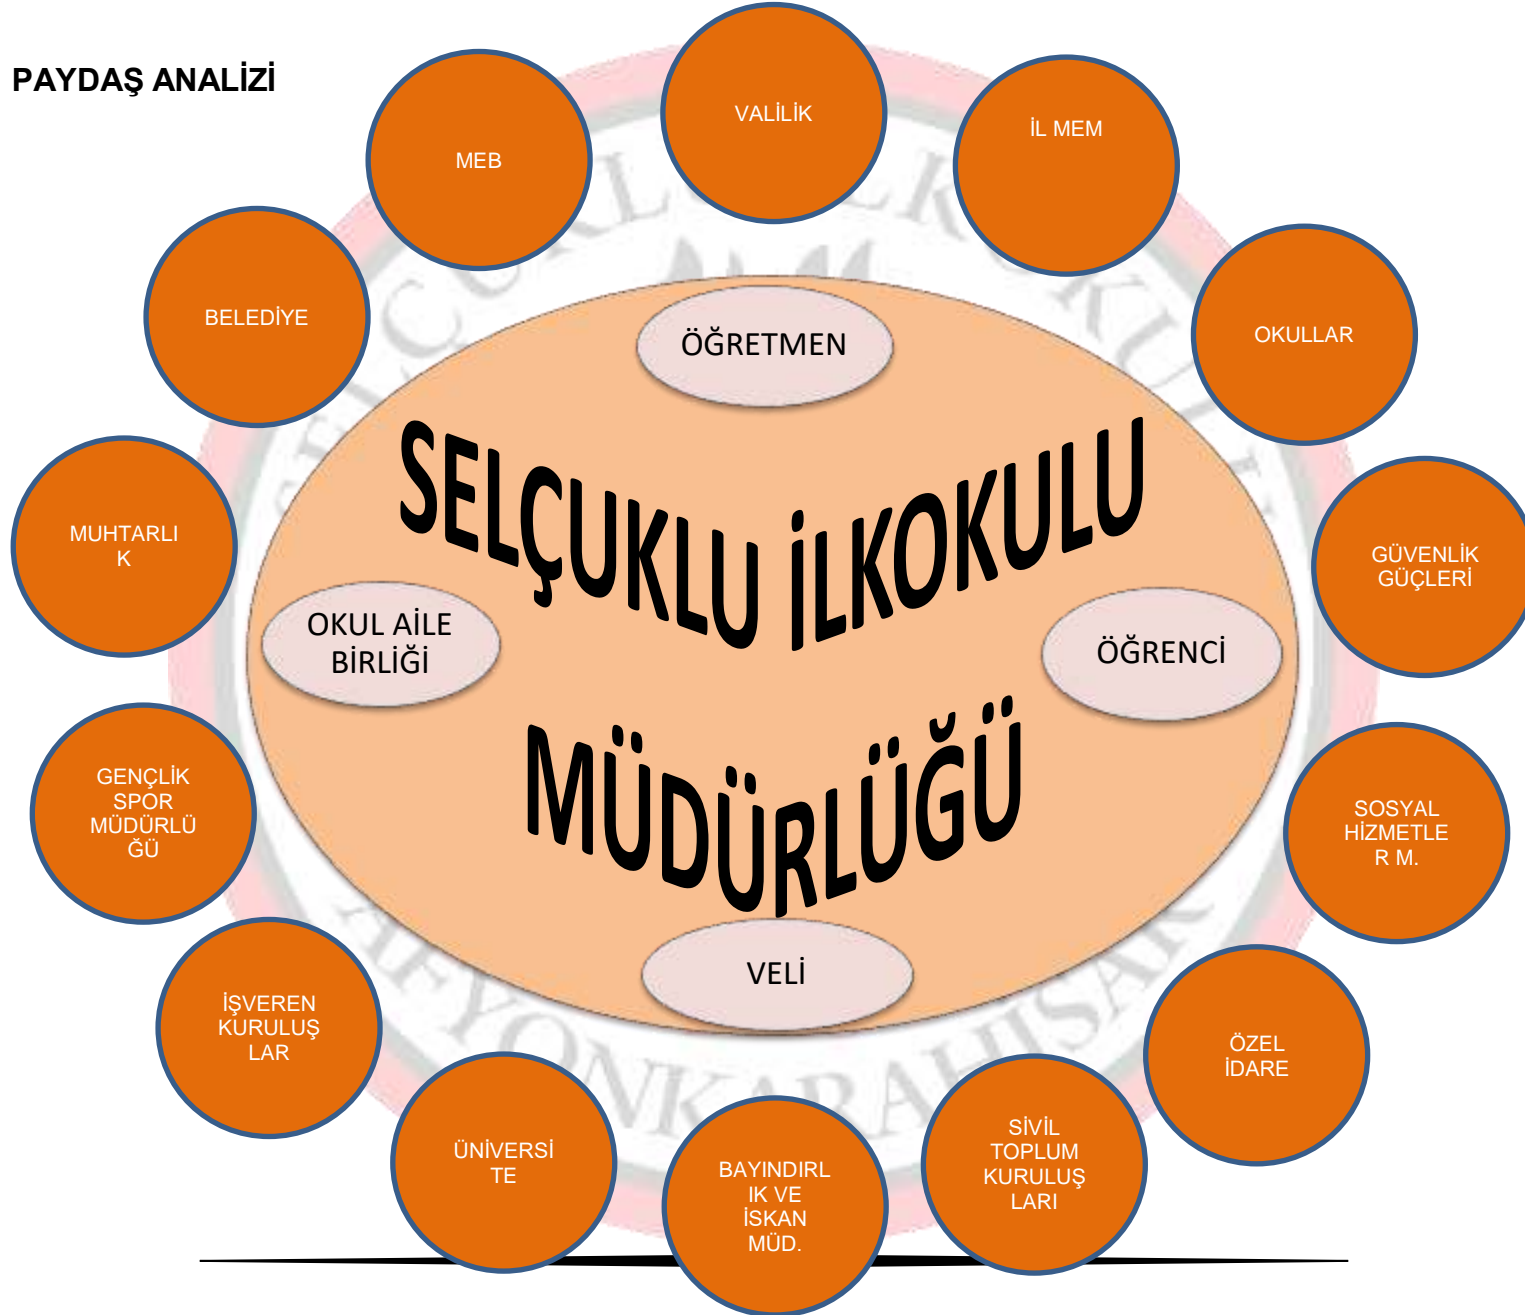 PAYDAŞ ANALİZİ
VALİLİK
İL MEM
MEB
OKULLAR
BELEDİYE
ÖĞRETMEN
SELÇUKLU İLKOKULU
MÜDÜRLÜĞÜ
MUHTARLI
K
GÜVENLİK
GÜÇLERİ
OKUL AİLE
BİRLİĞİ
ÖĞRENCİ
GENÇLİK
SPOR
MÜDÜRLÜ
ĞÜ
SOSYAL
HİZMETLE
R M.
VELİ
İŞVEREN
KURULUŞ
LAR
ÖZEL
İDARE
ÜNİVERSİ
TE
BAYINDIRL
IK VE
İSKAN
MÜD.
SİVİL
TOPLUM
KURULUŞ
LARI
AFYONKARAHİSAR